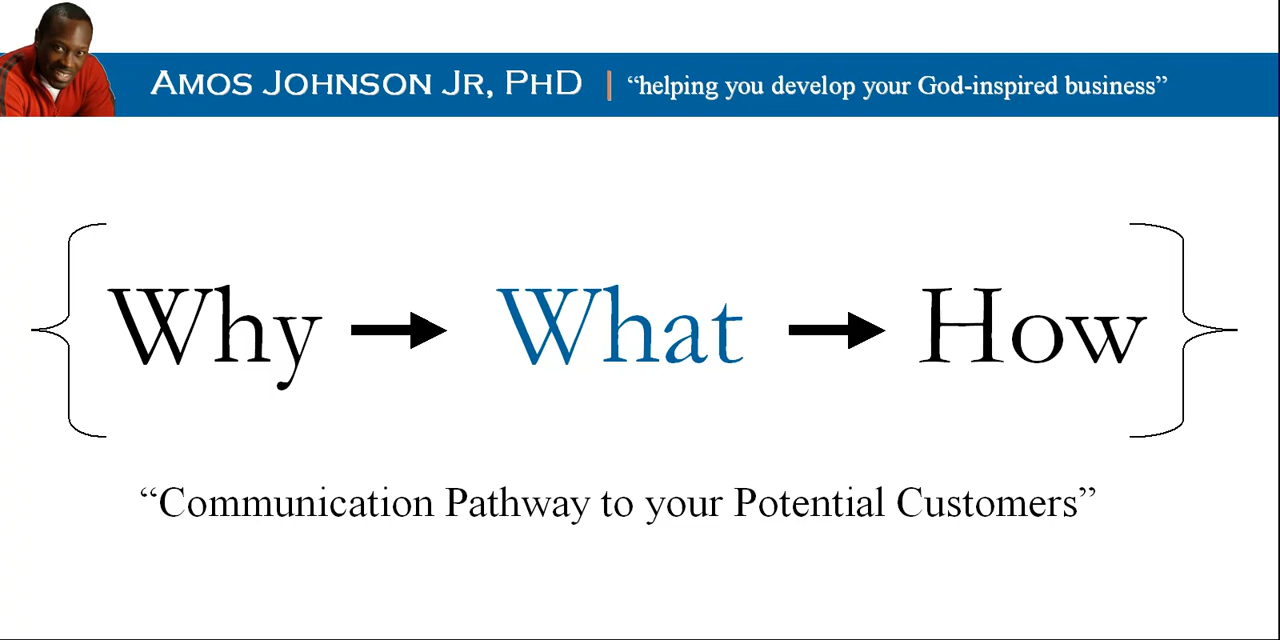 AMOS JOHNSON JR, PHD | “helping you develop your God-inspired business”
Why → What → How
“Communication Pathway to your Potential Customers”